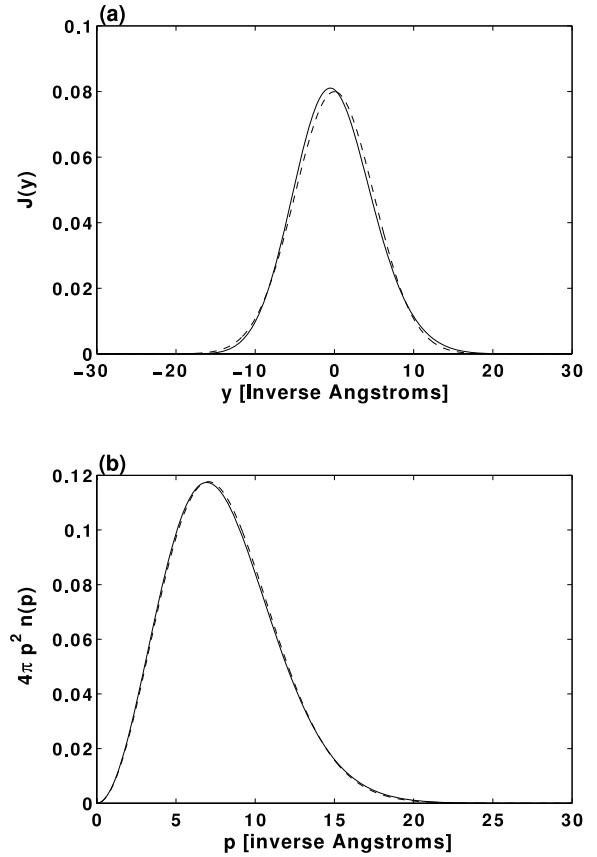 (a)
0.1
0.08
0.06
0.04
0.02
0
J(y)
−30 −20 −10 0 10 20 30
y [Inverse Angstroms]
(b)
0.12
0.1
0.08
0.06
0.04
0.02
0
4π p² n(p)
0 5 10 15 20 25 30
p [inverse Angstroms]